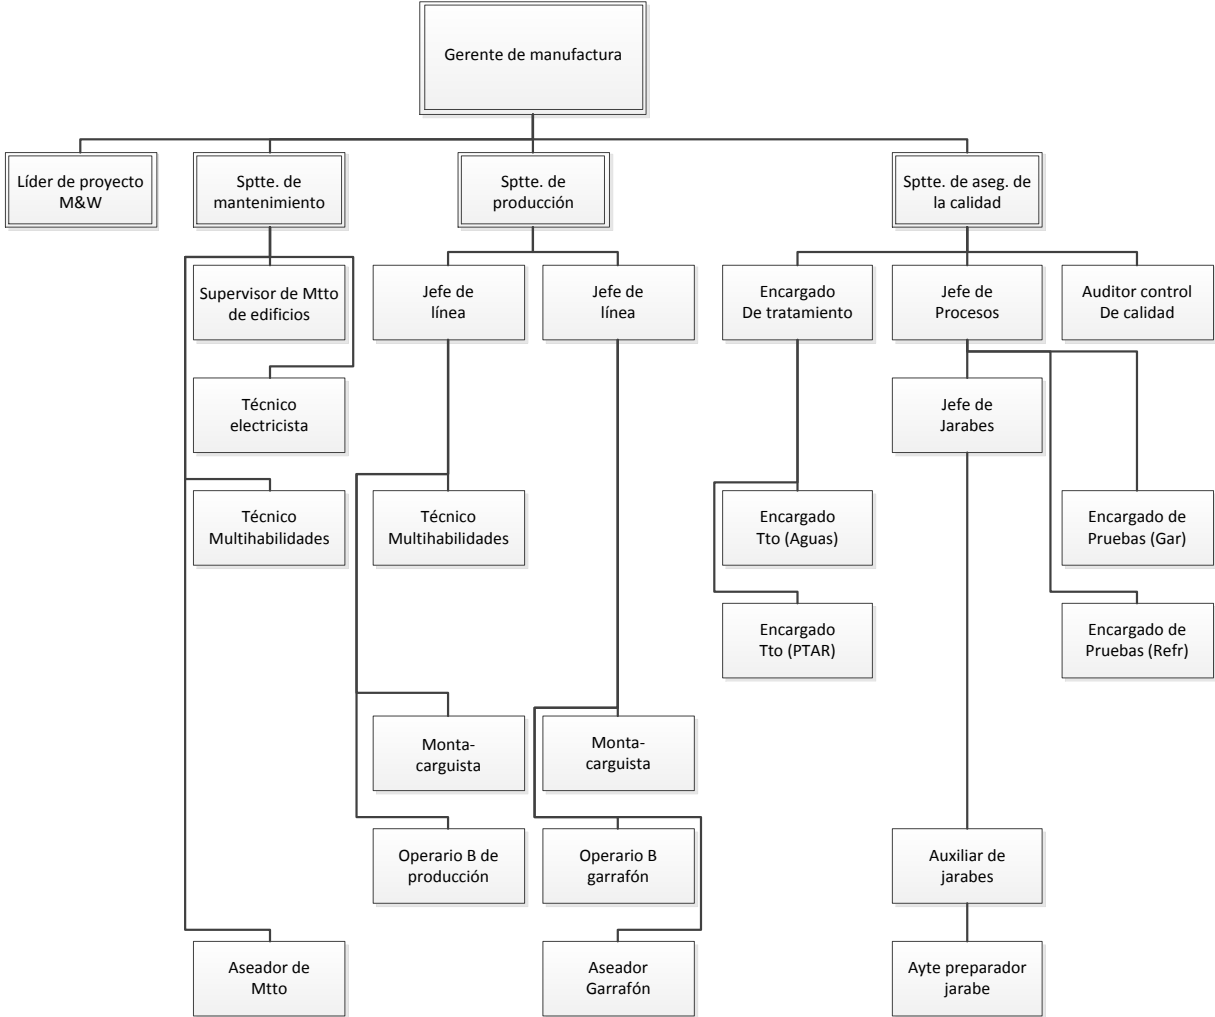 Gerente de manufactura
Líder de proyecto
M&W
Sptte. de
mantenimiento
Sptte. de
producción
Sptte. de aseg. de
la calidad
Supervisor de Mtto
de edificios
Jefe de
línea
Jefe de
línea
Encargado
De tratamiento
Jefe de
Procesos
Auditor control
De calidad
Técnico
electricista
Jefe de
Jarabes
Técnico
Multihabilidades
Técnico
Multihabilidades
Encargado
Tto (Aguas)
Encargado de
Pruebas (Gar)
Encargado
Tto (PTAR)
Encargado de
Pruebas (Refr)
Monta-
carguista
Monta-
carguista
Operario B de
producción
Operario B
garrafón
Auxiliar de
jarabes
Aseador de
Mtto
Aseador
Garrafón
Ayte preparador
jarabe